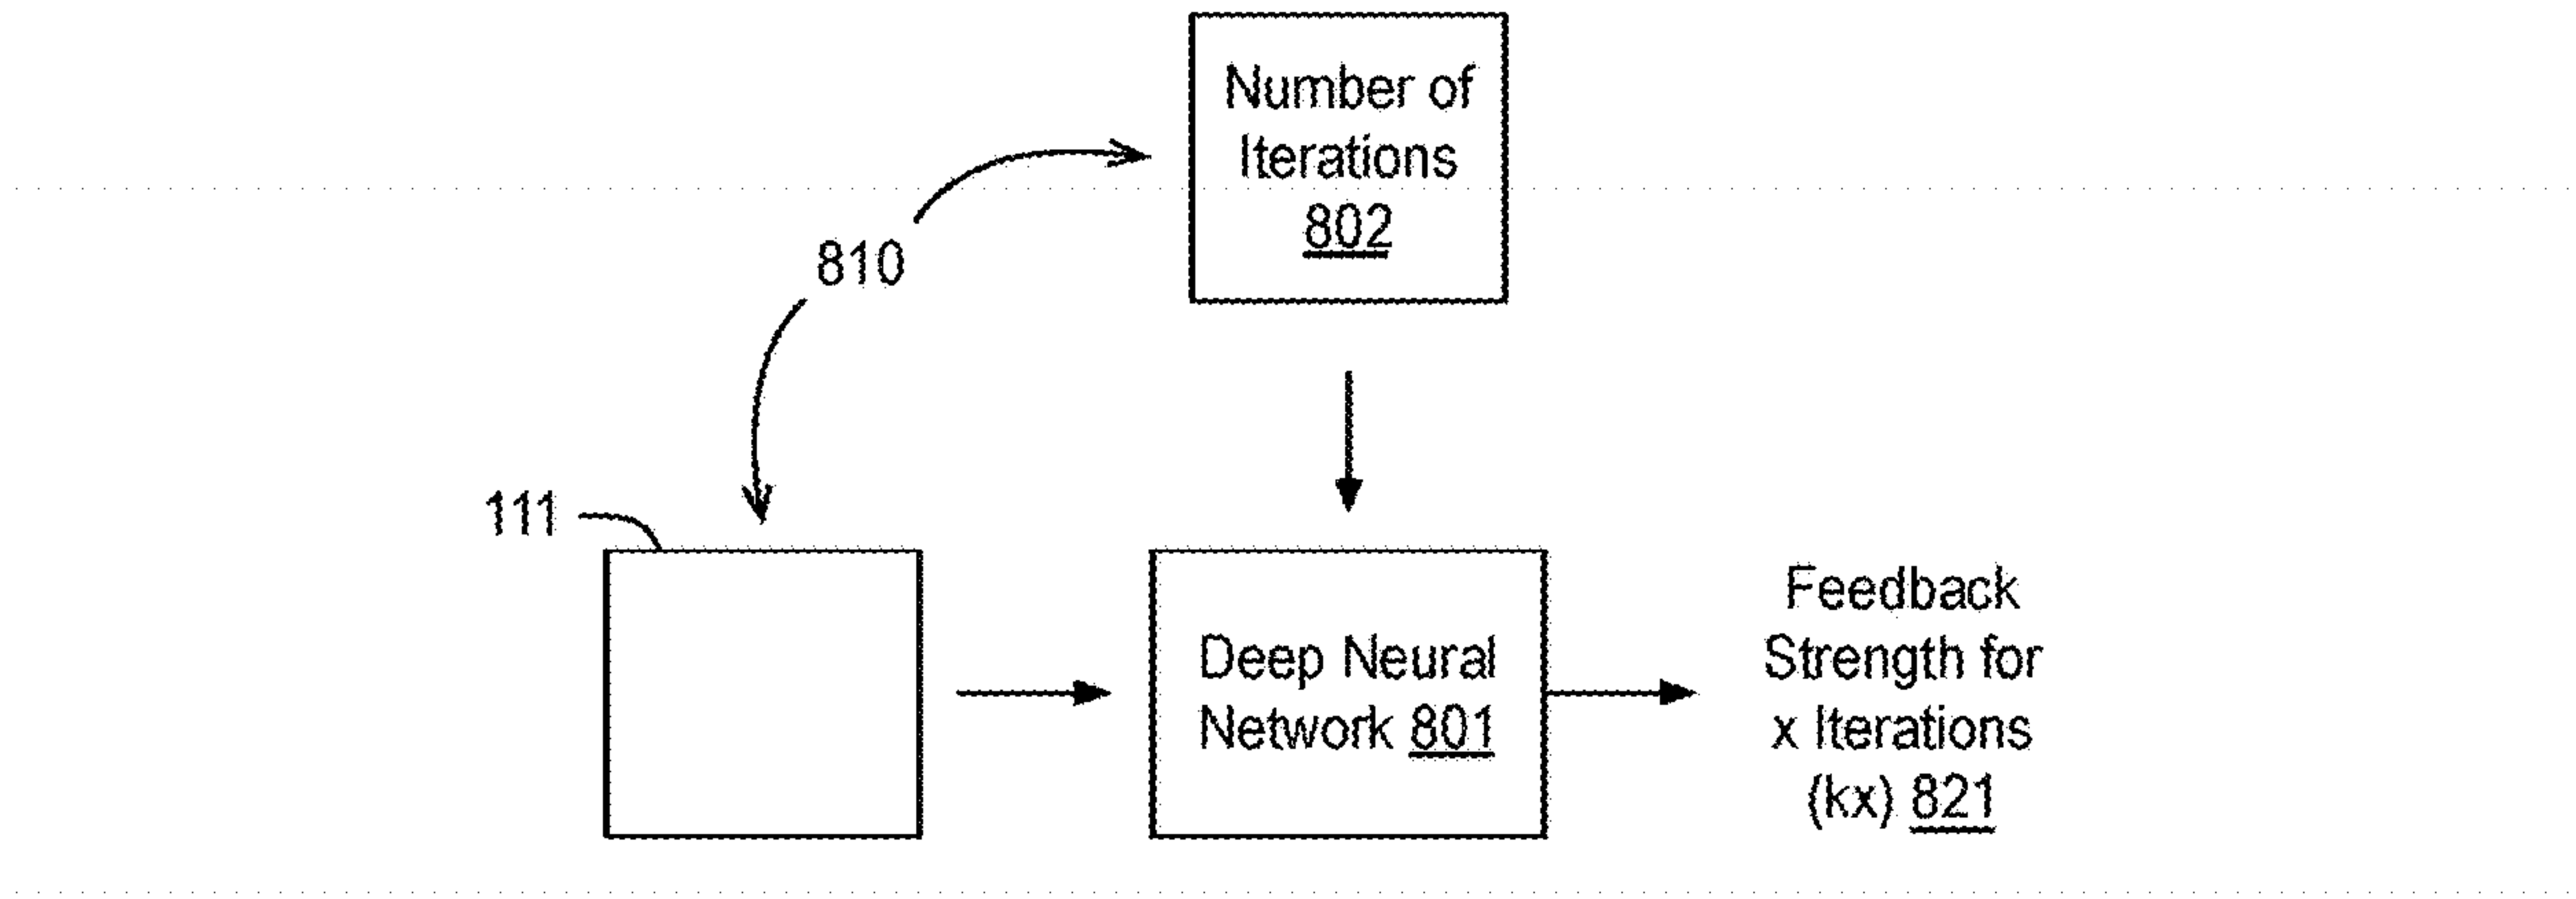 Number of
Iterations
802
810
111
Deep Neural
Network 801
Feedback
Strength for
x Iterations
(kx) 821